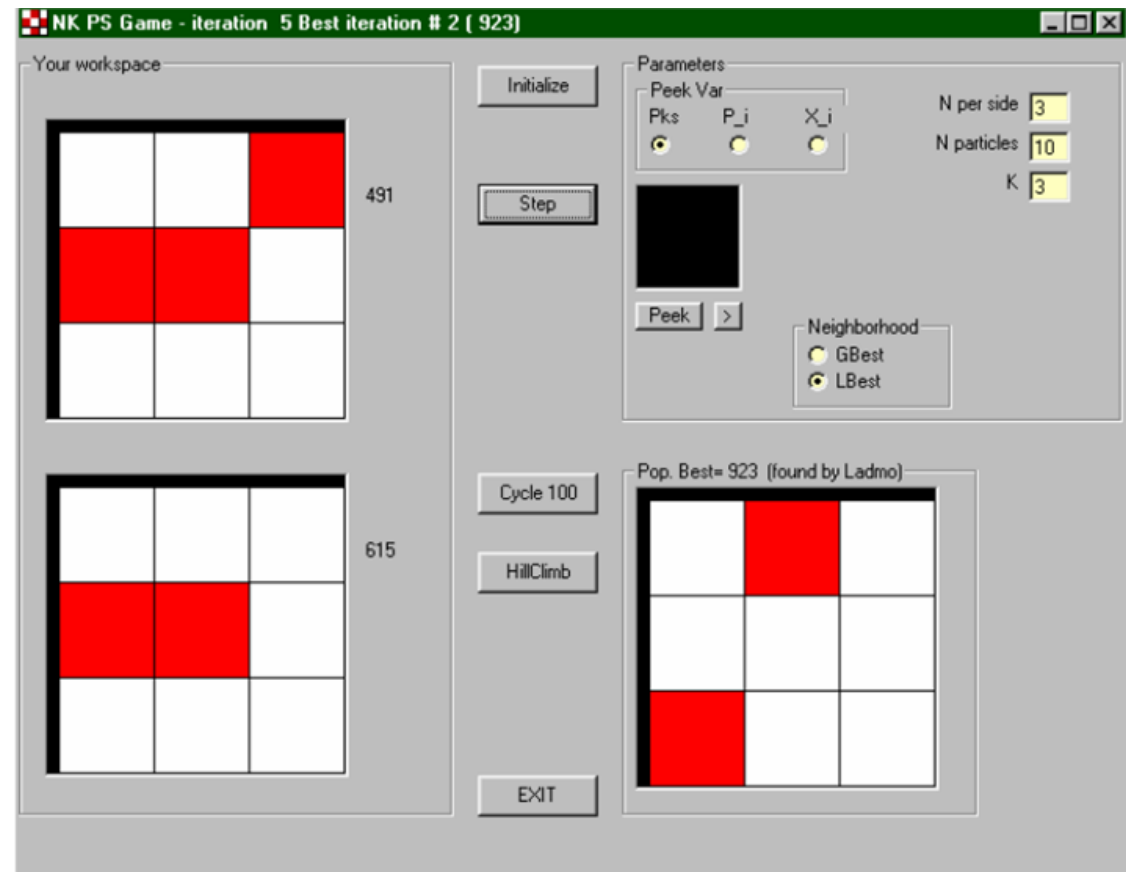 NK PS Game - iteration  5 Best iteration # 2 ( 923)
Your workspace
491
615
Initialize
Step
Cycle 100
HillClimb
EXIT
Parameters
Peek Var
Pks P_i X_i
N per side 3
N particles 10
K 3
Peek >
Neighborhood
GBest
LBest
Pop. Best= 923  (found by Ladmo)